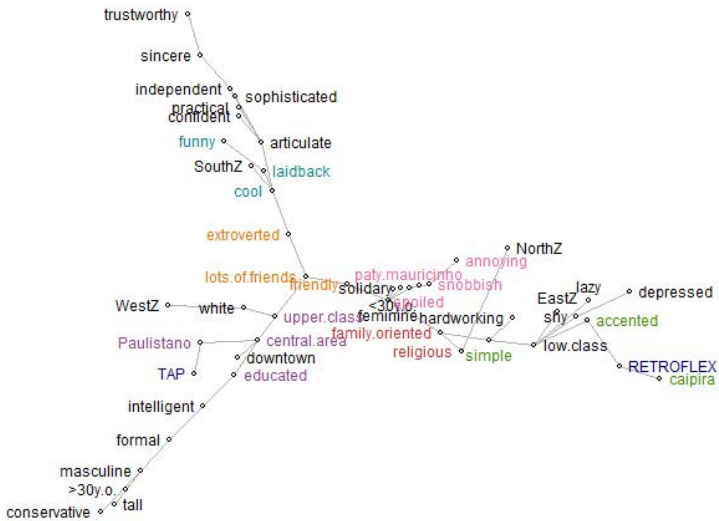 trustworthy
sincere
independent
sophisticated
practical
confident
funny
articulate
SouthZ
laidback
cool
extroverted
NorthZ
annoying
lots.of.friends
friendly
paty.mauricinho
solidary
snobbish
lazy
depressed
WestZ
white
<30y.o.
spoiled
EastZ
upper.class
feminine
hardworking
shy
accented
Paulistano
central.area
family.oriented
low.class
downtown
religious
simple
TAP
educated
RETROFLEX
caipira
intelligent
formal
masculine
>30y.o.
tall
conservative